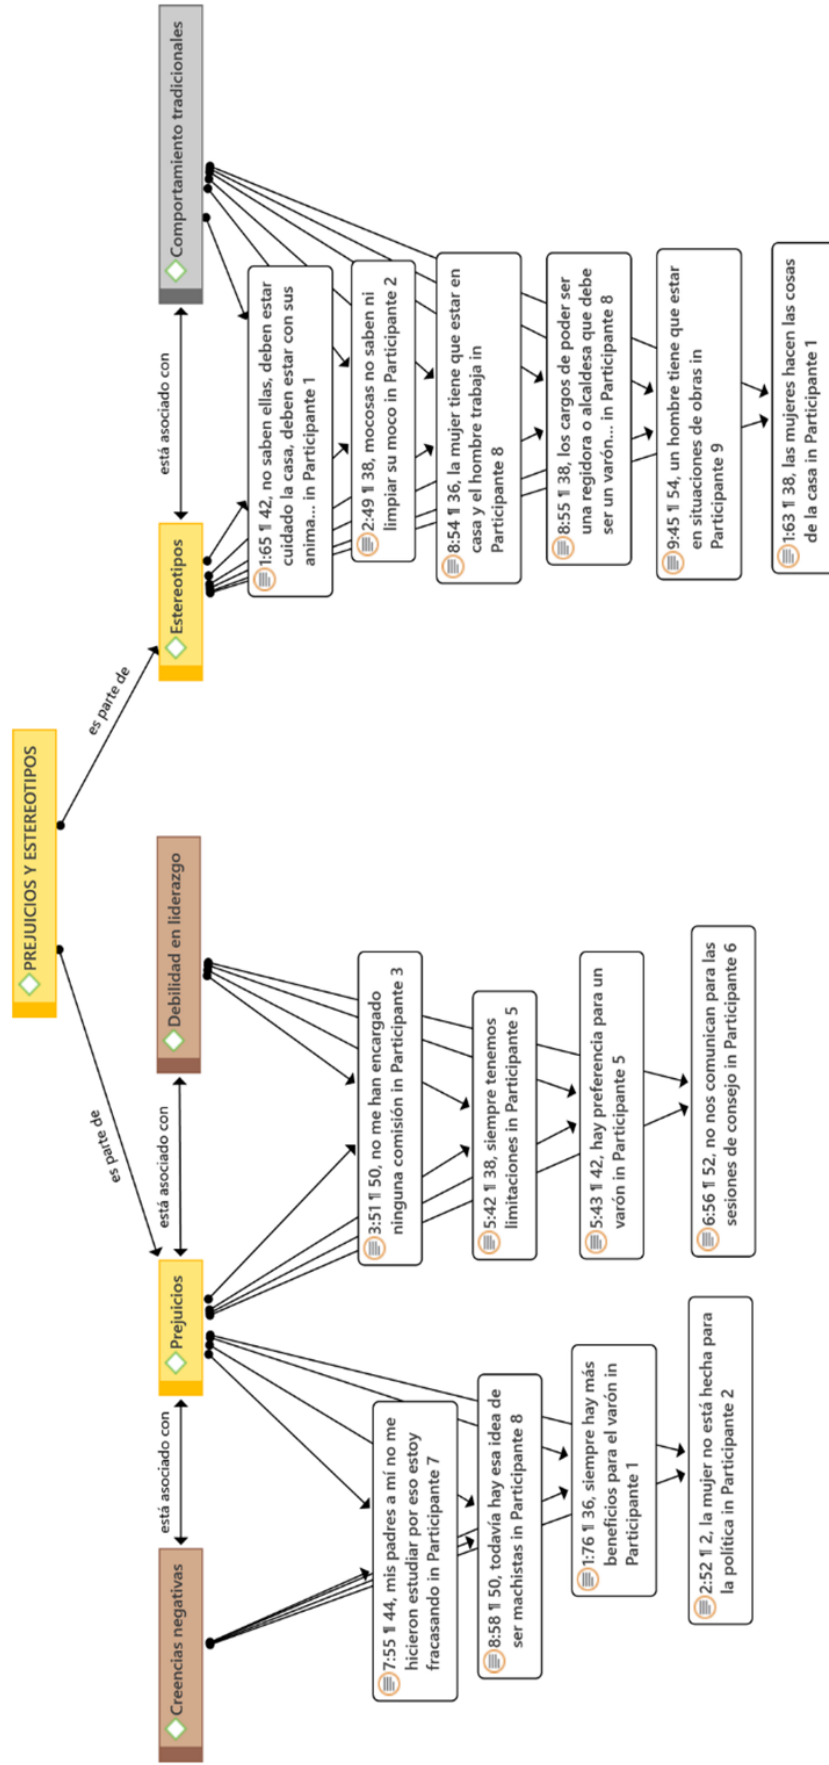 PREJUICIOS Y ESTEREOTIPOS
es parte de
es parte de
Creencias negativas
está asociado con
Prejuicios
está asociado con
Debilidad en liderazgo
Estereotipos
está asociado con
Comportamiento tradicionales
7:55 ¶ 44, mis padres a mí no me
hicieron estudiar por eso estoy
fracasando in Participante 7
8:58 ¶ 50, todavía hay esa idea de
ser machistas in Participante 8
1:76 ¶ 36, siempre hay más
beneficios para el varón in
Participante 1
2:52 ¶ 2, la mujer no está hecha para
la política in Participante 2
3:51 ¶ 50, no me han encargado
ninguna comisión in Participante 3
5:42 ¶ 38, siempre tenemos
limitaciones in Participante 5
5:43 ¶ 42, hay preferencia para un
varón in Participante 5
6:56 ¶ 52, no nos comunican para las
sesiones de consejo in Participante 6
1:65 ¶ 42, no saben ellas, deben estar
cuidado la casa, deben estar con sus
anima... in Participante 1
2:49 ¶ 38, mocosas no saben ni
limpiar su moco in Participante 2
8:54 ¶ 36, la mujer tiene que estar en
casa y el hombre trabaja in
Participante 8
8:55 ¶ 38, los cargos de poder ser
una regidora o alcaldesa que debe
ser un varón... in Participante 8
9:45 ¶ 54, un hombre tiene que estar
en situaciones de obras in
Participante 9
1:63 ¶ 38, las mujeres hacen las cosas
de la casa in Participante 1